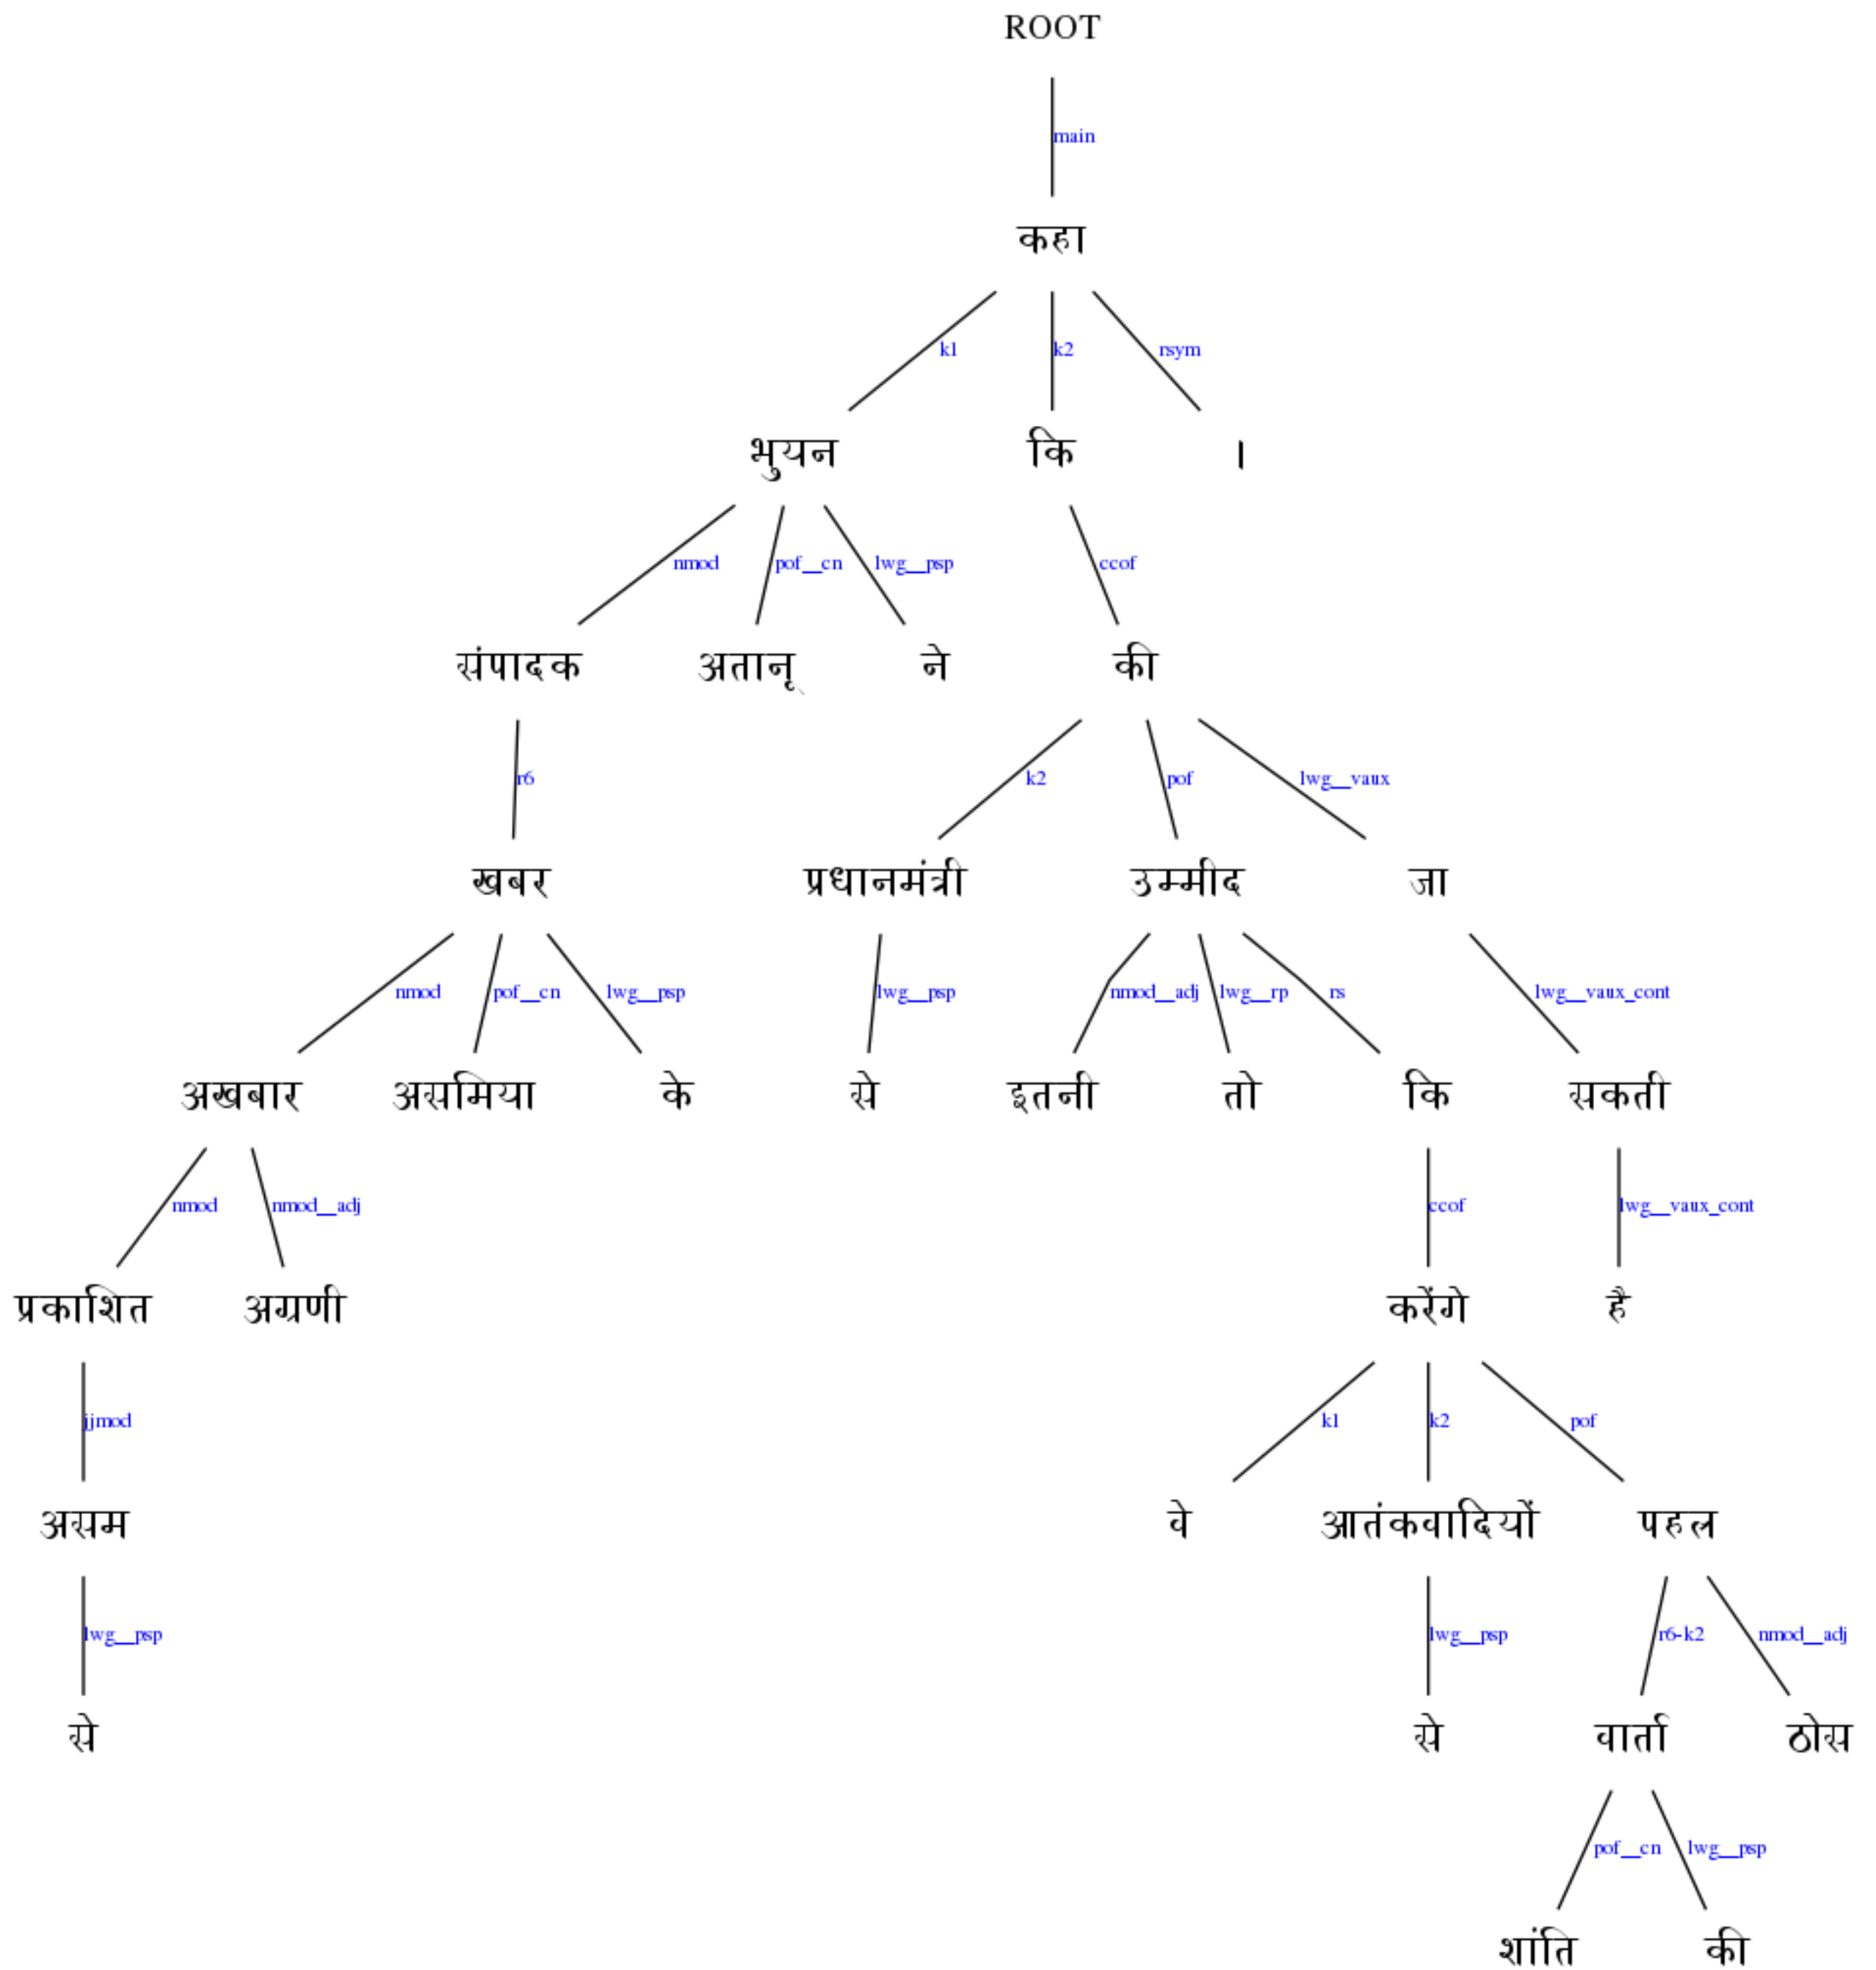 ROOT
main
कहा
k1 k2 rsym
भुयन कि ।
nmod pof__cn lwg__psp ccof
संपादक अतानू ने की
r6 k2 pof lwg__vaux
खबर प्रधानमंत्री उम्मीद जा
nmod pof__cn lwg__psp lwg__psp nmod__adj lwg__rp rs lwg__vaux_cont
अखबार असमिया के से इतनी तो कि सकती
nmod nmod__adj ccof lwg__vaux_cont
प्रकाशित अग्रणी करेंगे है
jjmod k1 k2 pof
असम वे आतंकवादियों पहल
lwg__psp lwg__psp r6-k2 nmod__adj
से से वार्ता ठोस
pof__cn lwg__psp
शांति की